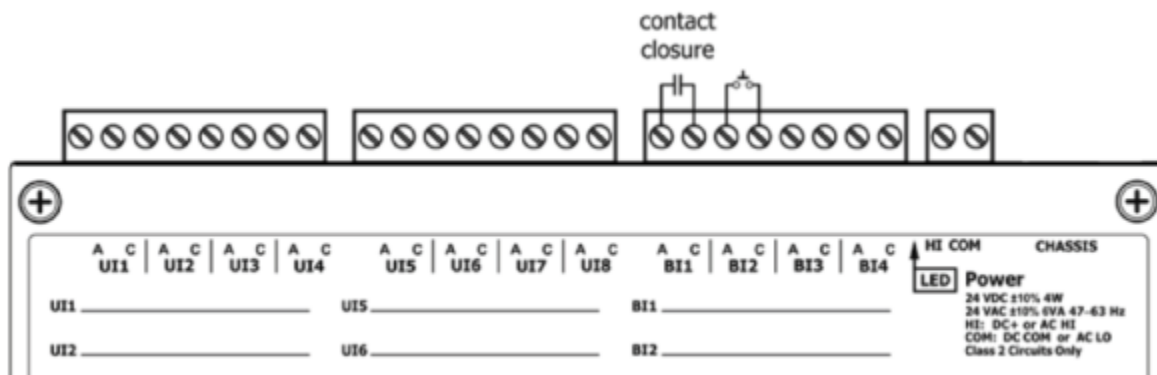 contact
closure
A C A C A C A C A C A C A C A C A C A C A C A C HI COM CHASSIS
UI1 UI2 UI3 UI4 UI5 UI6 UI7 UI8 BI1 BI2 BI3 BI4
LED Power
24 VDC ±10% 4W
24 VAC ±10% 6VA 47-63 Hz
HI: DC+ or AC HI
COM: DC COM or AC LO
Class 2 Circuits Only
UI1 UI5 BI1
UI2 UI6 BI2